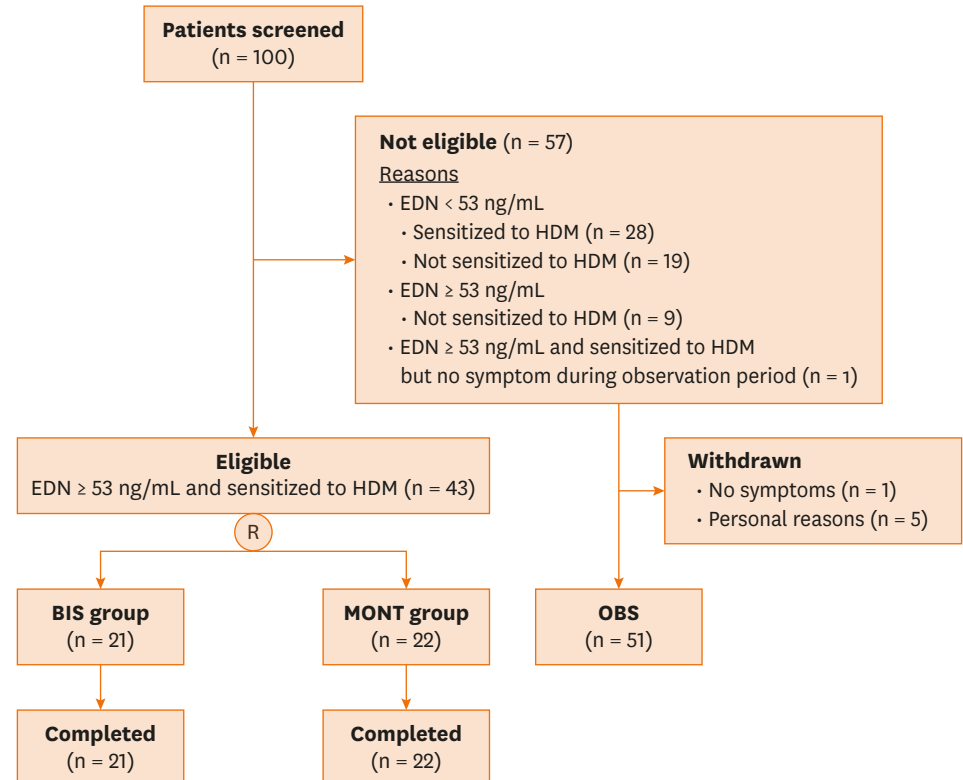 Patients screened
(n = 100)
Not eligible (n = 57)
Reasons
• EDN < 53 ng/mL
• Sensitized to HDM (n = 28)
• Not sensitized to HDM (n = 19)
• EDN ≥ 53 ng/mL
• Not sensitized to HDM (n = 9)
• EDN ≥ 53 ng/mL and sensitized to HDM
but no symptom during observation period (n = 1)
Eligible
EDN ≥ 53 ng/mL and sensitized to HDM (n = 43)
Withdrawn
• No symptoms (n = 1)
• Personal reasons (n = 5)
R
BIS group
(n = 21)
MONT group
(n = 22)
OBS
(n = 51)
Completed
(n = 21)
Completed
(n = 22)